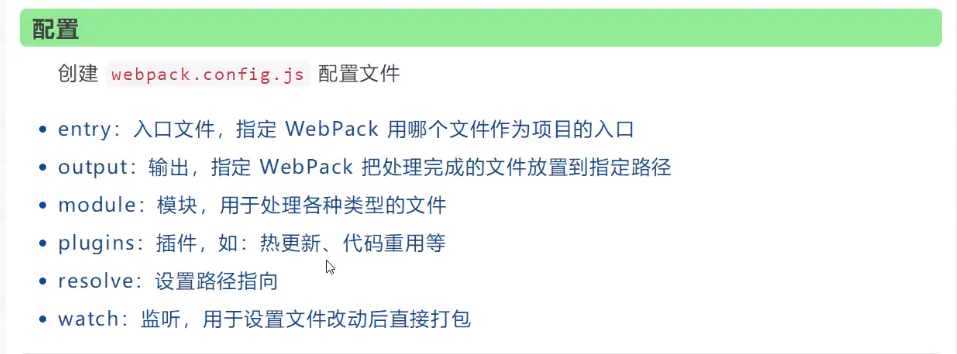 配置
创建 webpack.config.js 配置文件
entry：入口文件，指定 WebPack 用哪个文件作为项目的入口
output：输出，指定 WebPack 把处理完成的文件放置到指定路径
module：模块，用于处理各种类型的文件
plugins：插件，如：热更新、代码重用等
resolve：设置路径指向
watch：监听，用于设置文件改动后直接打包